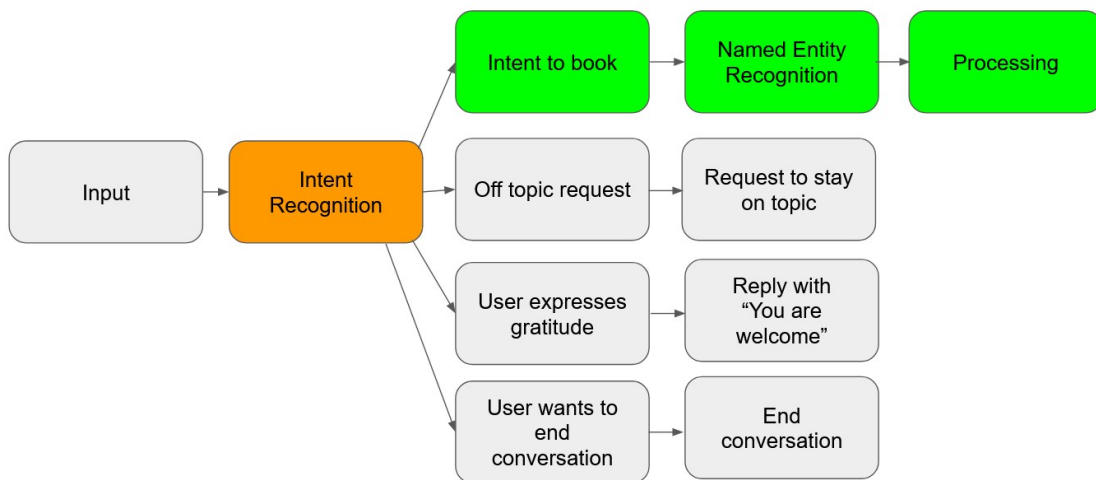 Intent to book
Named Entity
Recognition
Processing
Input
Intent
Recognition
Off topic request
Request to stay
on topic
User expresses
gratitude
Reply with
“You are
welcome”
User wants to
end
conversation
End
conversation